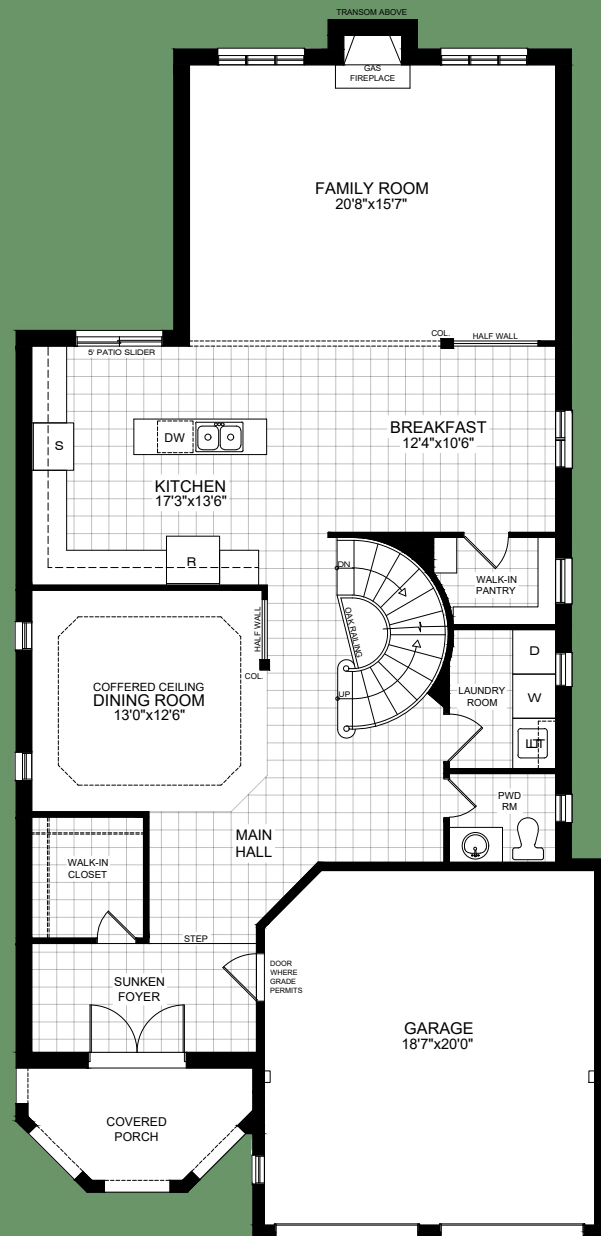 TRANSOM ABOVE
GAS
FIREPLACE
FAMILY ROOM
20'8"x15'7"
COL.
HALF WALL
5' PATIO SLIDER
BREAKFAST
12'4"x10'6"
DW
S
KITCHEN
17'3"x13'6"
R
DN
WALK-IN
PANTRY
OAK RAILING
HALF WALL
COL.
UP
D
W
LT
LAUNDRY
ROOM
COFFERED CEILING
DINING ROOM
13'0"x12'6"
PWD
RM
MAIN
HALL
WALK-IN
CLOSET
STEP
DOOR
WHERE
GRADE
PERMITS
SUNKEN
FOYER
GARAGE
18'7"x20'0"
COVERED
PORCH